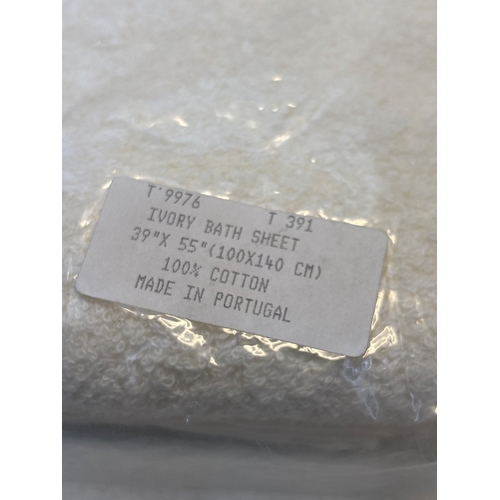 T'9976 T 391
IVORY BATH SHEET
39"X 55"(100X140 CM)
100% COTTON
MADE IN PORTUGAL